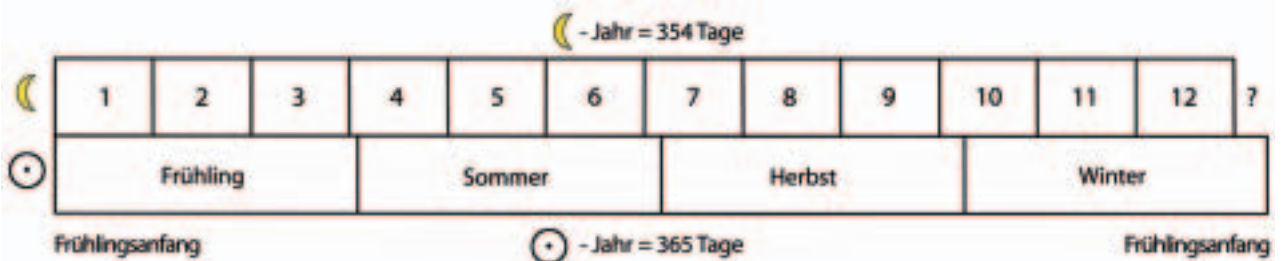 - Jahr = 354 Tage
1 2 3 4 5 6 7 8 9 10 11 12 ?
Frühling Sommer Herbst Winter
Frühlingsanfang - Jahr = 365 Tage Frühlingsanfang